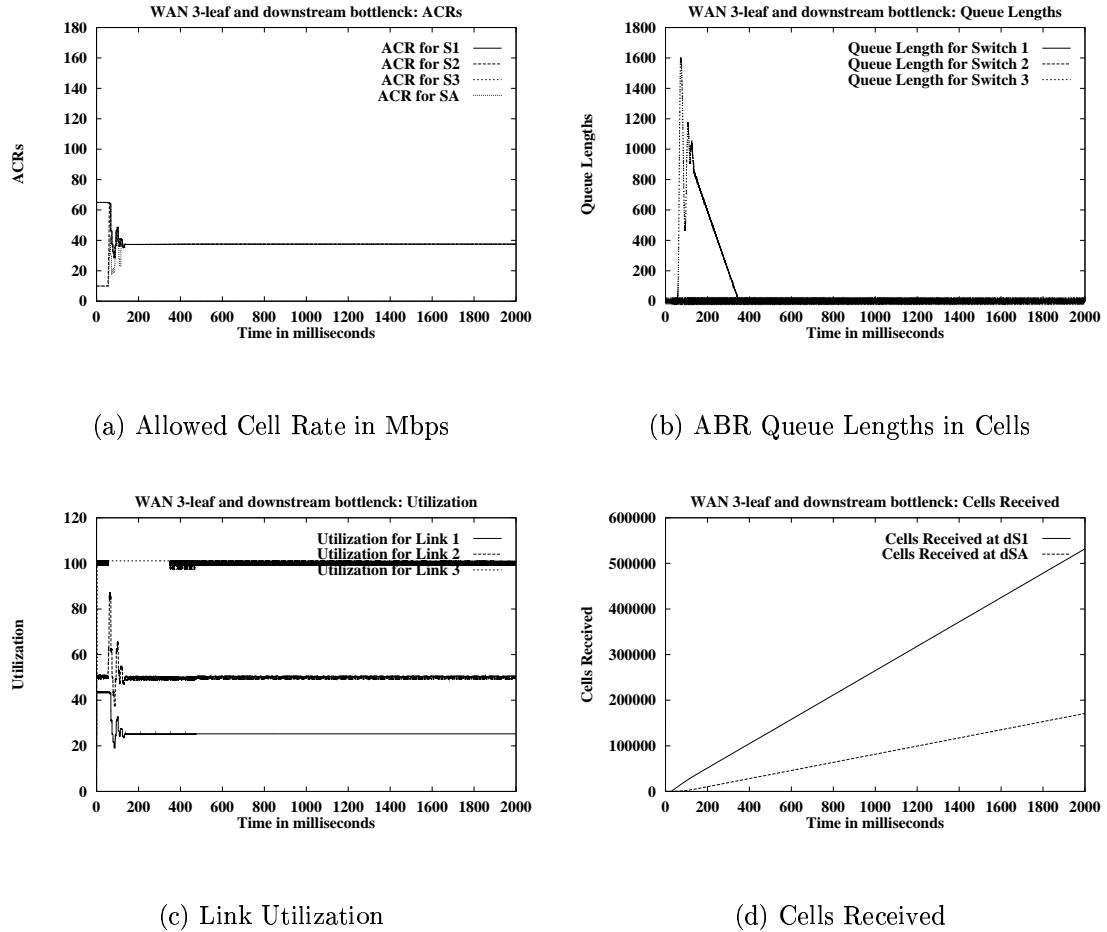 WAN 3-leaf and downstream bottlenck: ACRs
180
160
140
120
100
80
60
40
20
0
ACRs
ACR for S1
ACR for S2
ACR for S3
ACR for SA
0 200 400 600 800 1000 1200 1400 1600 1800 2000
Time in milliseconds
(a) Allowed Cell Rate in Mbps
WAN 3-leaf and downstream bottlenck: Queue Lengths
1800
1600
1400
1200
1000
800
600
400
200
0
Queue Lengths
Queue Length for Switch 1
Queue Length for Switch 2
Queue Length for Switch 3
0 200 400 600 800 1000 1200 1400 1600 1800 2000
Time in milliseconds
(b) ABR Queue Lengths in Cells
WAN 3-leaf and downstream bottlenck: Utilization
120
100
80
60
40
20
0
Utilization
Utilization for Link 1
Utilization for Link 2
Utilization for Link 3
0 200 400 600 800 1000 1200 1400 1600 1800 2000
Time in milliseconds
(c) Link Utilization
WAN 3-leaf and downstream bottlenck: Cells Received
600000
500000
400000
300000
200000
100000
0
Cells Received
Cells Received at dS1
Cells Received at dSA
0 200 400 600 800 1000 1200 1400 1600 1800 2000
Time in milliseconds
(d) Cells Received